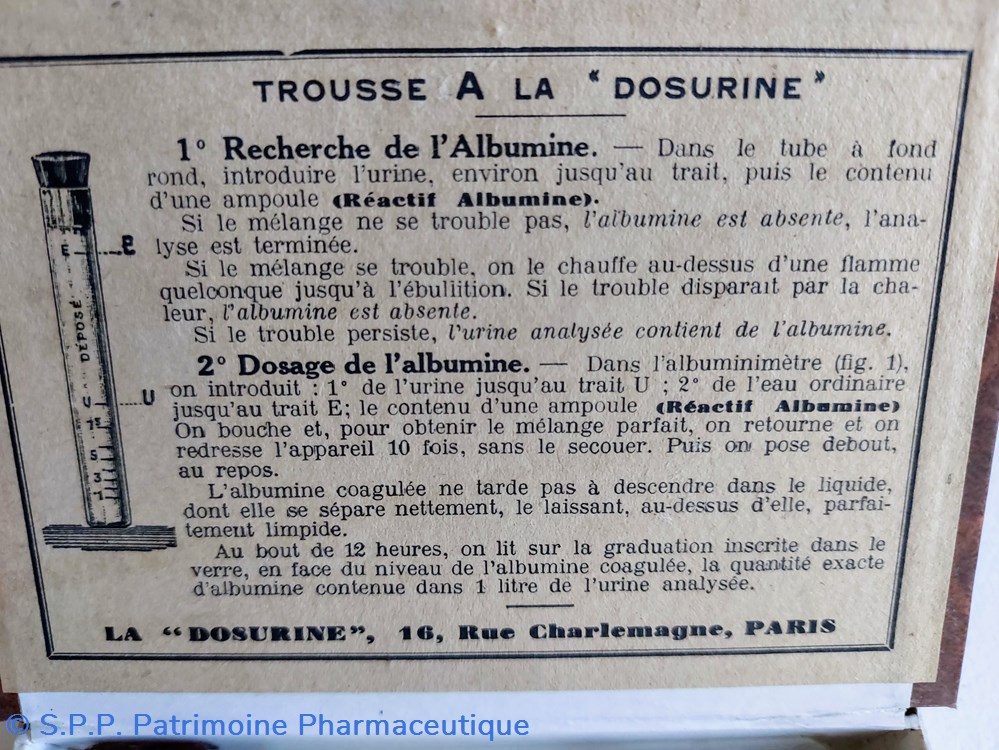 TROUSSE A LA "DOSURINE"
1° Recherche de l'Albumine. — Dans le tube à fond
rond, introduire l'urine, environ jusqu'au trait, puis le contenu
d'une ampoule (Réactif Albumine).
Si le mélange ne se trouble pas, l'albumine est absente, l'ana-
lyse est terminée.
Si le mélange se trouble, on le chauffe au-dessus d'une flamme
quelconque jusqu'à l'ébullition. Si le trouble disparait par la cha-
leur, l'albumine est absente.
Si le trouble persiste, l'urine analysée contient de l'albumine.
2° Dosage de l'albumine. — Dans l'albuminimètre (fig. 1),
on introduit : 1° de l'urine jusqu'au trait U ; 2° de l'eau ordinaire
jusqu'au trait E; le contenu d'une ampoule (Réactif Albumine)
On bouche et, pour obtenir le mélange parfait, on retourne et on
redresse l'appareil 10 fois, sans le secouer. Puis on pose debout,
au repos.
L'albumine coagulée ne tarde pas à descendre dans le liquide,
dont elle se sépare nettement, le laissant, au-dessus d'elle, parfai-
tement limpide.
Au bout de 12 heures, on lit sur la graduation inscrite dans le
verre, en face du niveau de l'albumine coagulée, la quantité exacte
d'albumine contenue dans 1 litre de l'urine analysée.
LA "DOSURINE", 16, Rue Charlemagne, PARIS
E
DÉPOSÉ
U
U
5
3
1
© S.P.P. Patrimoine Pharmaceutique